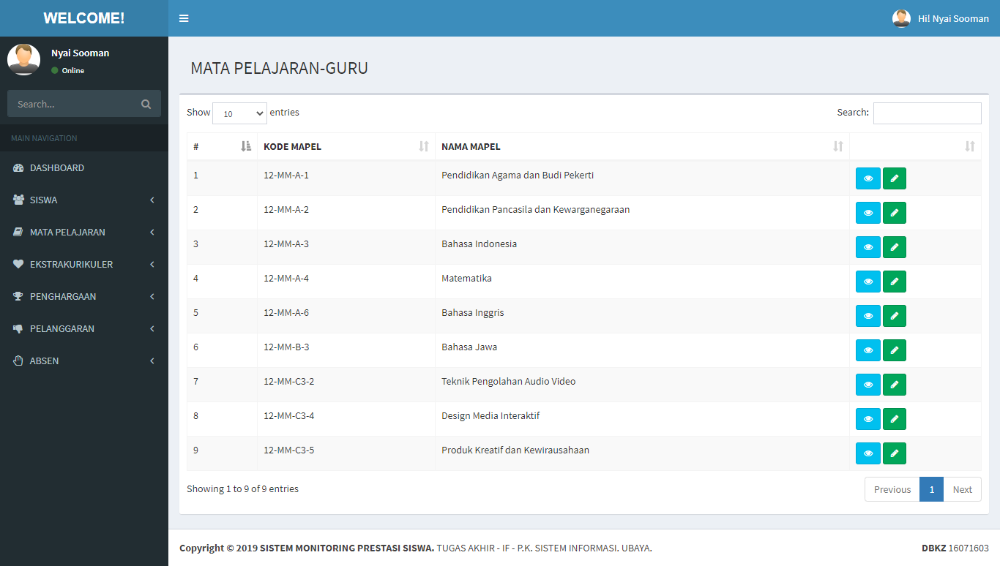 WELCOME!
Hi! Nyai Sooman
Nyai Sooman
Online
Search...
MAIN NAVIGATION
DASHBOARD
SISWA
MATA PELAJARAN
EKSTRAKURIKULER
PENGHARGAAN
PELANGGARAN
ABSEN
MATA PELAJARAN-GURU
Show 10 entries Search:
# KODE MAPEL NAMA MAPEL
1 12-MM-A-1 Pendidikan Agama dan Budi Pekerti
2 12-MM-A-2 Pendidikan Pancasila dan Kewarganegaraan
3 12-MM-A-3 Bahasa Indonesia
4 12-MM-A-4 Matematika
5 12-MM-A-6 Bahasa Inggris
6 12-MM-B-3 Bahasa Jawa
7 12-MM-C3-2 Teknik Pengolahan Audio Video
8 12-MM-C3-4 Design Media Interaktif
9 12-MM-C3-5 Produk Kreatif dan Kewirausahaan
Showing 1 to 9 of 9 entries Previous 1 Next
Copyright © 2019 SISTEM MONITORING PRESTASI SISWA. TUGAS AKHIR - IF - P.K. SISTEM INFORMASI. UBAYA. DBKZ 16071603